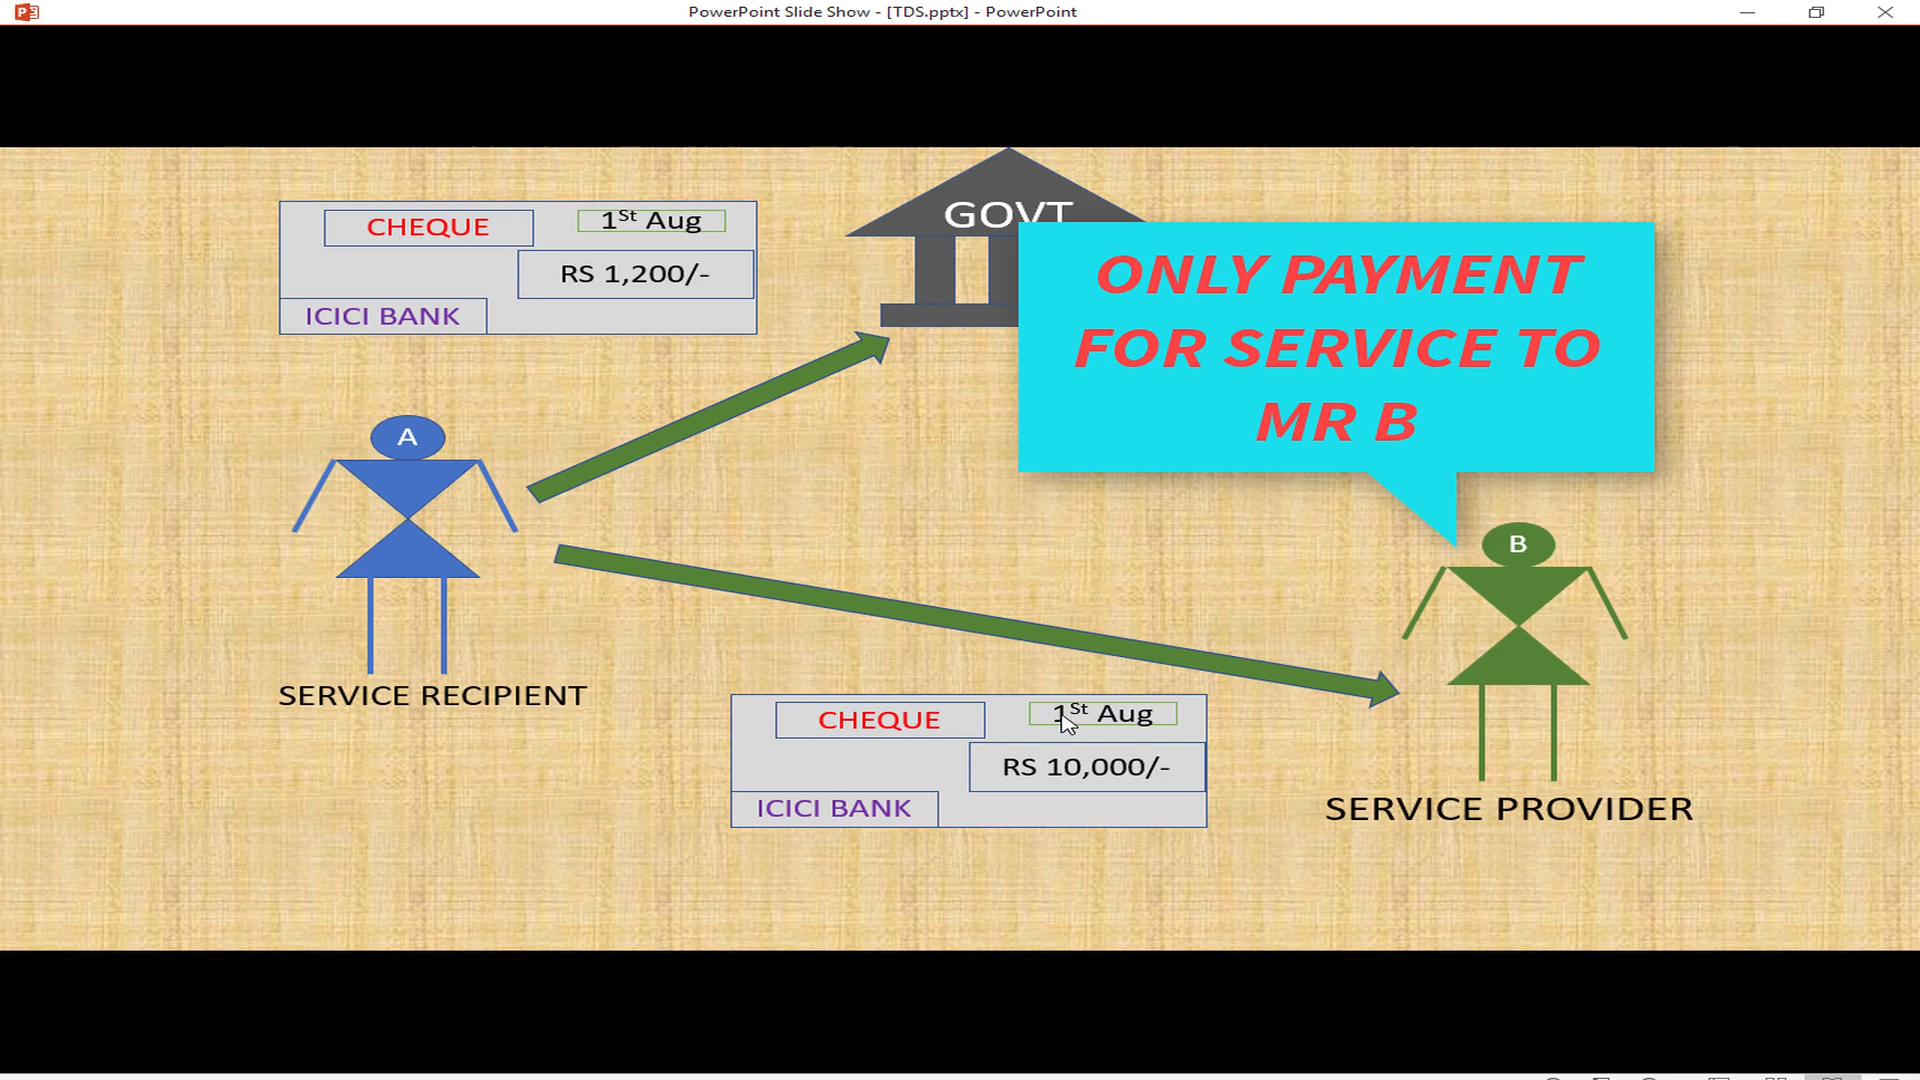 PowerPoint Slide Show - [TDS.pptx] - PowerPoint
CHEQUE
1St Aug
RS 1,200/-
ICICI BANK
GOVT
ONLY PAYMENT
FOR SERVICE TO
MR B
A
B
SERVICE RECIPIENT
CHEQUE
1St Aug
RS 10,000/-
ICICI BANK
SERVICE PROVIDER